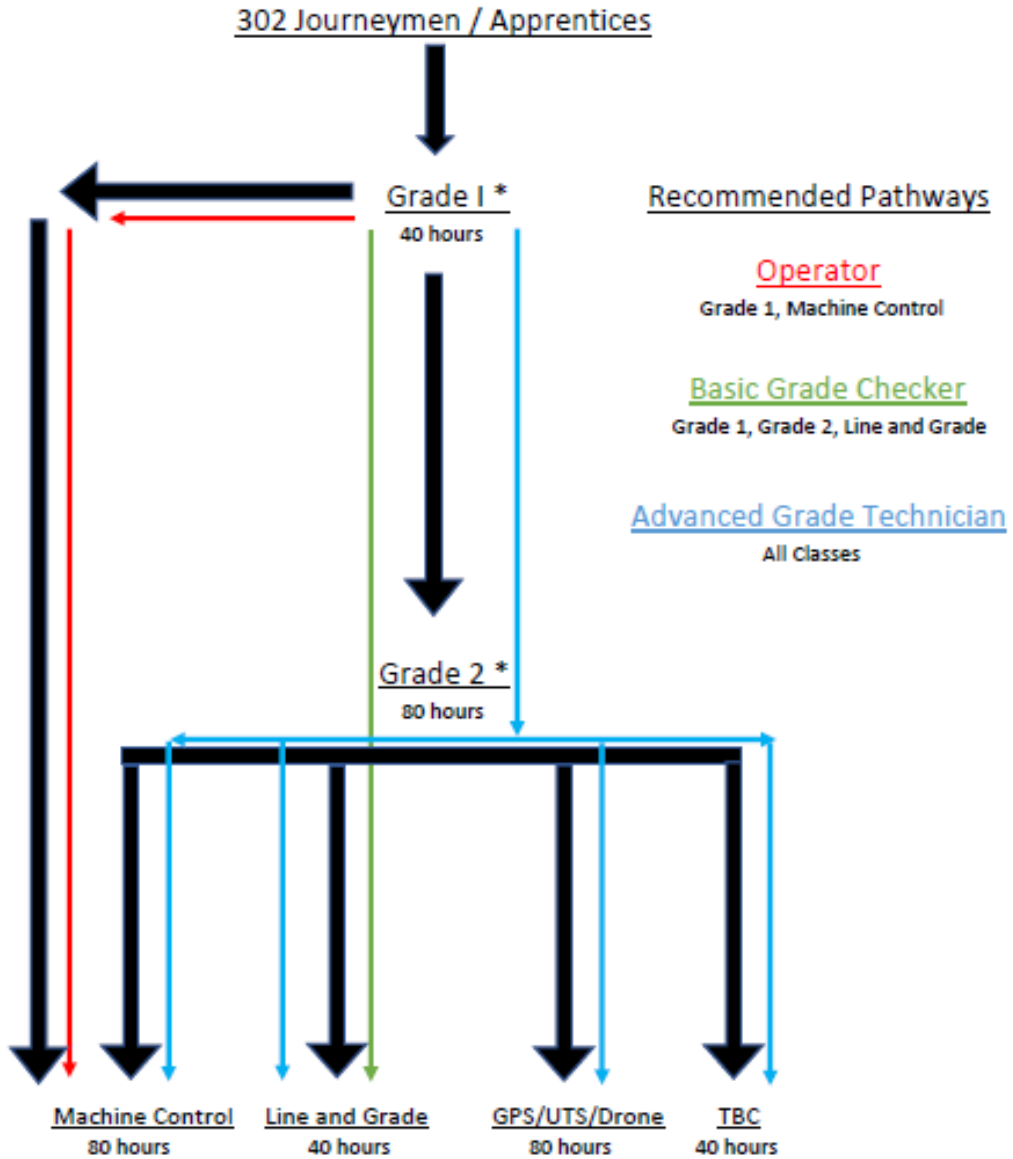 302 Journeymen / Apprentices
Grade I *
40 hours
Recommended Pathways
Operator
Grade 1, Machine Control
Basic Grade Checker
Grade 1, Grade 2, Line and Grade
Advanced Grade Technician
All Classes
Grade 2 *
80 hours
Machine Control
80 hours
Line and Grade
40 hours
GPS/UTS/Drone
80 hours
TBC
40 hours